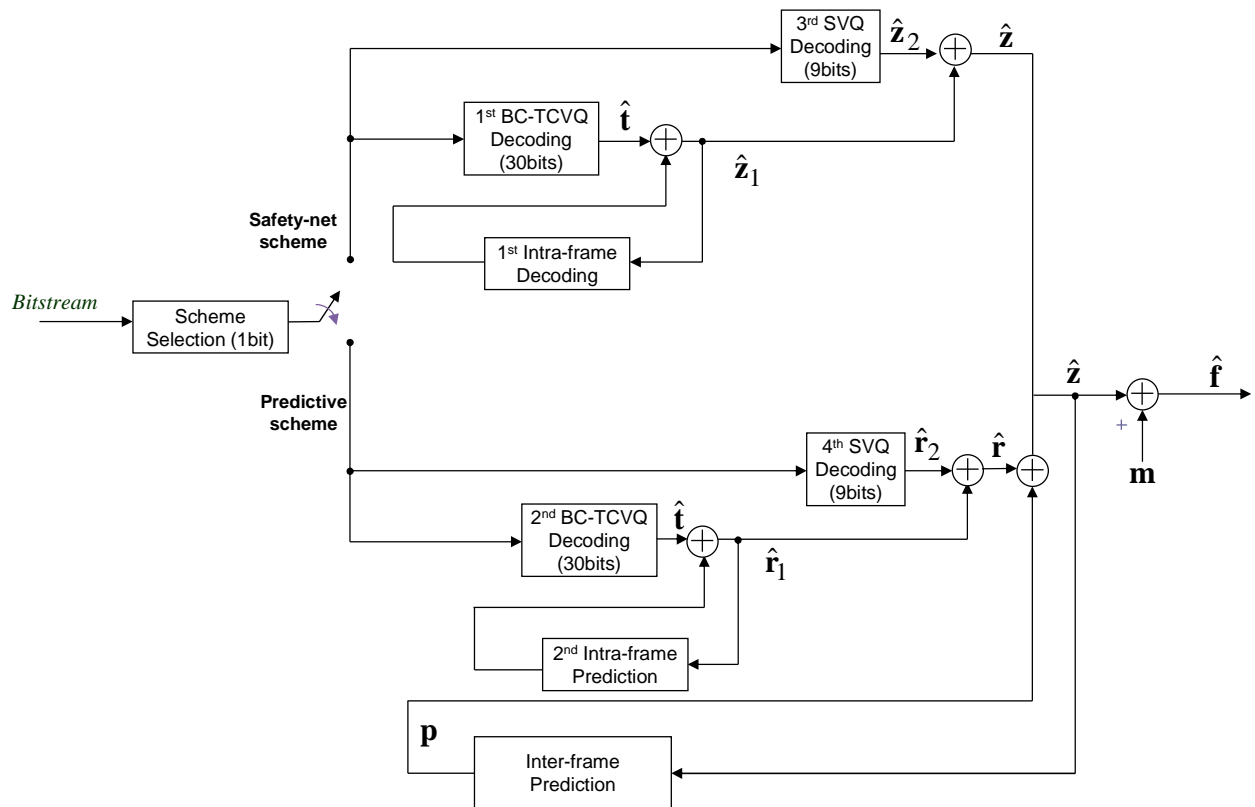 3rd SVQ
Decoding
(9bits)
ẑ2
ẑ
1st BC-TCVQ
Decoding
(30bits)
t̂
ẑ1
Safety-net
scheme
1st Intra-frame
Decoding
Bitstream
Scheme
Selection (1bit)
Predictive
scheme
ẑ
f̂
+
m
4th SVQ
Decoding
(9bits)
r̂2
r̂
2nd BC-TCVQ
Decoding
(30bits)
t̂
r̂1
2nd Intra-frame
Prediction
p
Inter-frame
Prediction